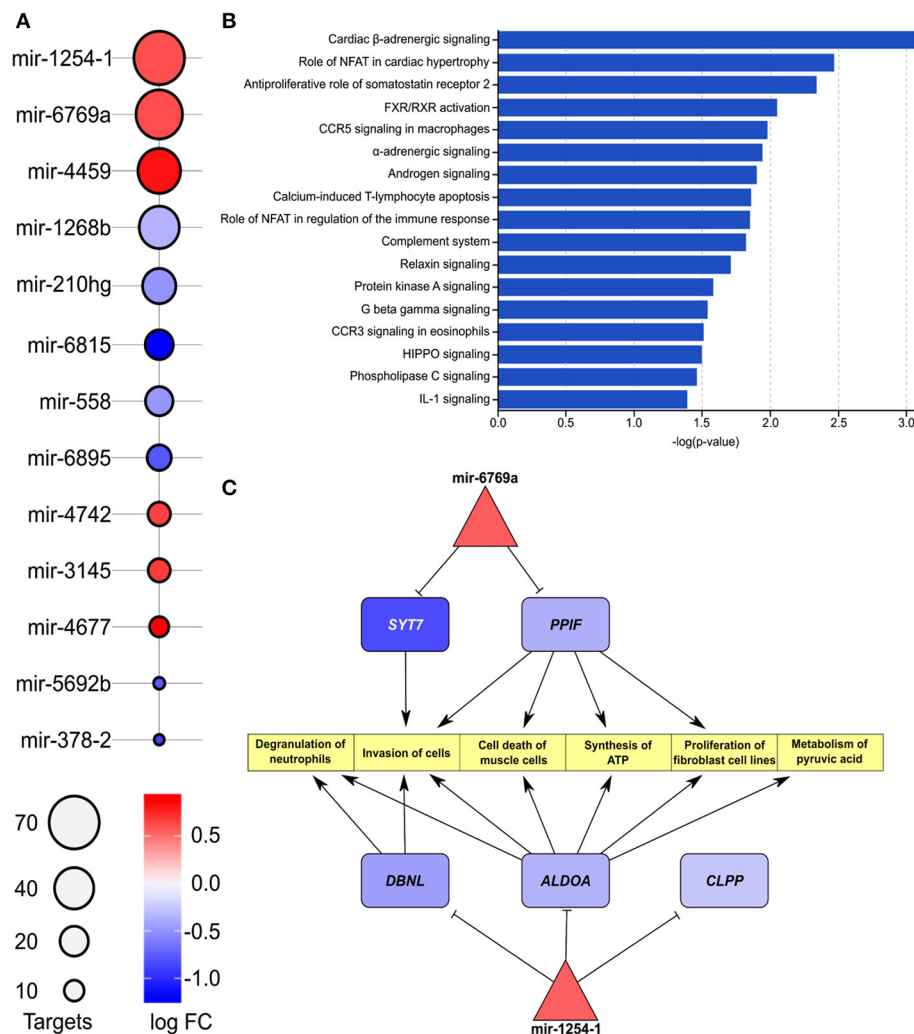 A
mir-1254-1
mir-6769a
mir-4459
mir-1268b
mir-210hg
mir-6815
mir-558
mir-6895
mir-4742
mir-3145
mir-4677
mir-5692b
mir-378-2
70
40
20
10
Targets
0.5
0.0
-0.5
-1.0
log FC
B
Cardiac β-adrenergic signaling
Role of NFAT in cardiac hypertrophy
Antiproliferative role of somatostatin receptor 2
FXR/RXR activation
CCR5 signaling in macrophages
α-adrenergic signaling
Androgen signaling
Calcium-induced T-lymphocyte apoptosis
Role of NFAT in regulation of the immune response
Complement system
Relaxin signaling
Protein kinase A signaling
G beta gamma signaling
CCR3 signaling in eosinophils
HIPPO signaling
Phospholipase C signaling
IL-1 signaling
0.0 0.5 1.0 1.5 2.0 2.5 3.0
-log(p-value)
C
mir-6769a
SYT7 PPIF
Degranulation of
neutrophils
Invasion of cells
Cell death of
muscle cells
Synthesis of
ATP
Proliferation of
fibroblast cell lines
Metabolism of
pyruvic acid
DBNL ALDOA CLPP
mir-1254-1